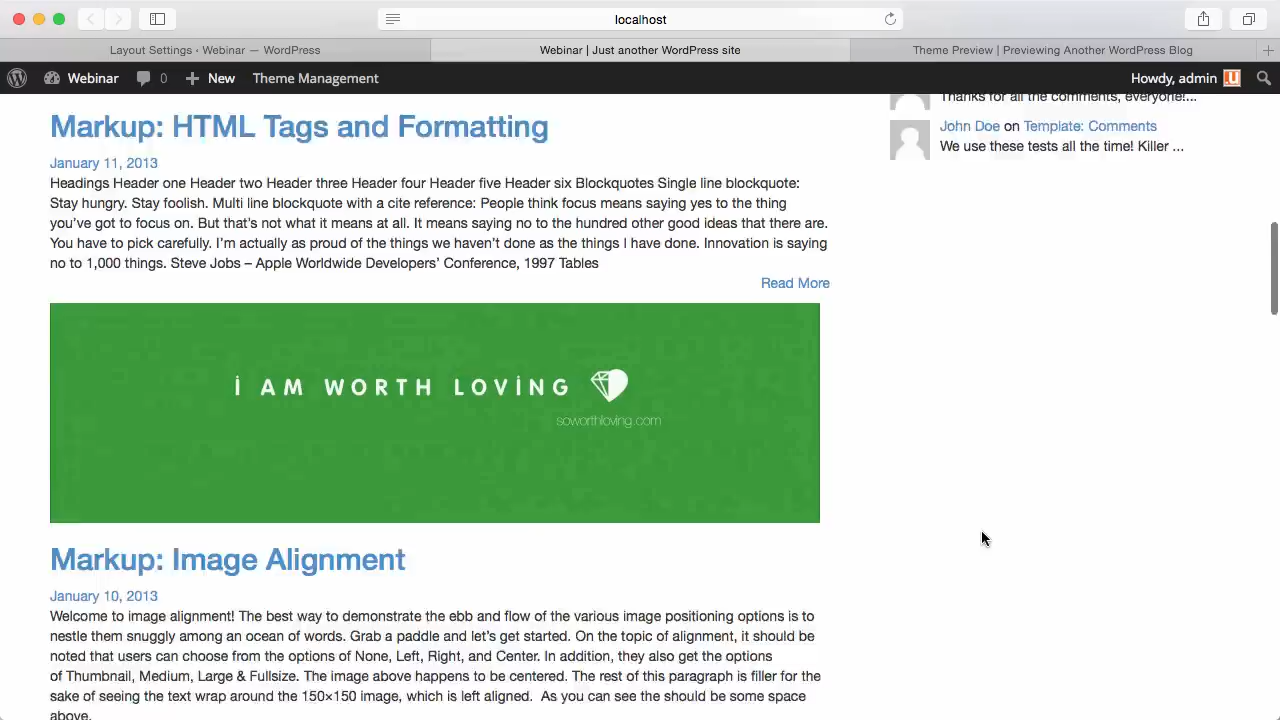 localhost
Layout Settings ‹ Webinar — WordPress
Webinar | Just another WordPress site
Theme Preview | Previewing Another WordPress Blog
Webinar
0
New
Theme Management
Howdy, admin
Thanks for all the comments, everyone!...
John Doe on Template: Comments
We use these tests all the time! Killer ...
Markup: HTML Tags and Formatting
January 11, 2013
Headings Header one Header two Header three Header four Header five Header six Blockquotes Single line blockquote:
Stay hungry. Stay foolish. Multi line blockquote with a cite reference: People think focus means saying yes to the thing
you’ve got to focus on. But that’s not what it means at all. It means saying no to the hundred other good ideas that there are.
You have to pick carefully. I’m actually as proud of the things we haven’t done as the things I have done. Innovation is saying
no to 1,000 things. Steve Jobs – Apple Worldwide Developers’ Conference, 1997 Tables
Read More
i AM WORTH LOViNG
soworthloving.com
Markup: Image Alignment
January 10, 2013
Welcome to image alignment! The best way to demonstrate the ebb and flow of the various image positioning options is to
nestle them snuggly among an ocean of words. Grab a paddle and let’s get started. On the topic of alignment, it should be
noted that users can choose from the options of None, Left, Right, and Center. In addition, they also get the options
of Thumbnail, Medium, Large & Fullsize. The image above happens to be centered. The rest of this paragraph is filler for the
sake of seeing the text wrap around the 150×150 image, which is left aligned.  As you can see the should be some space
above,